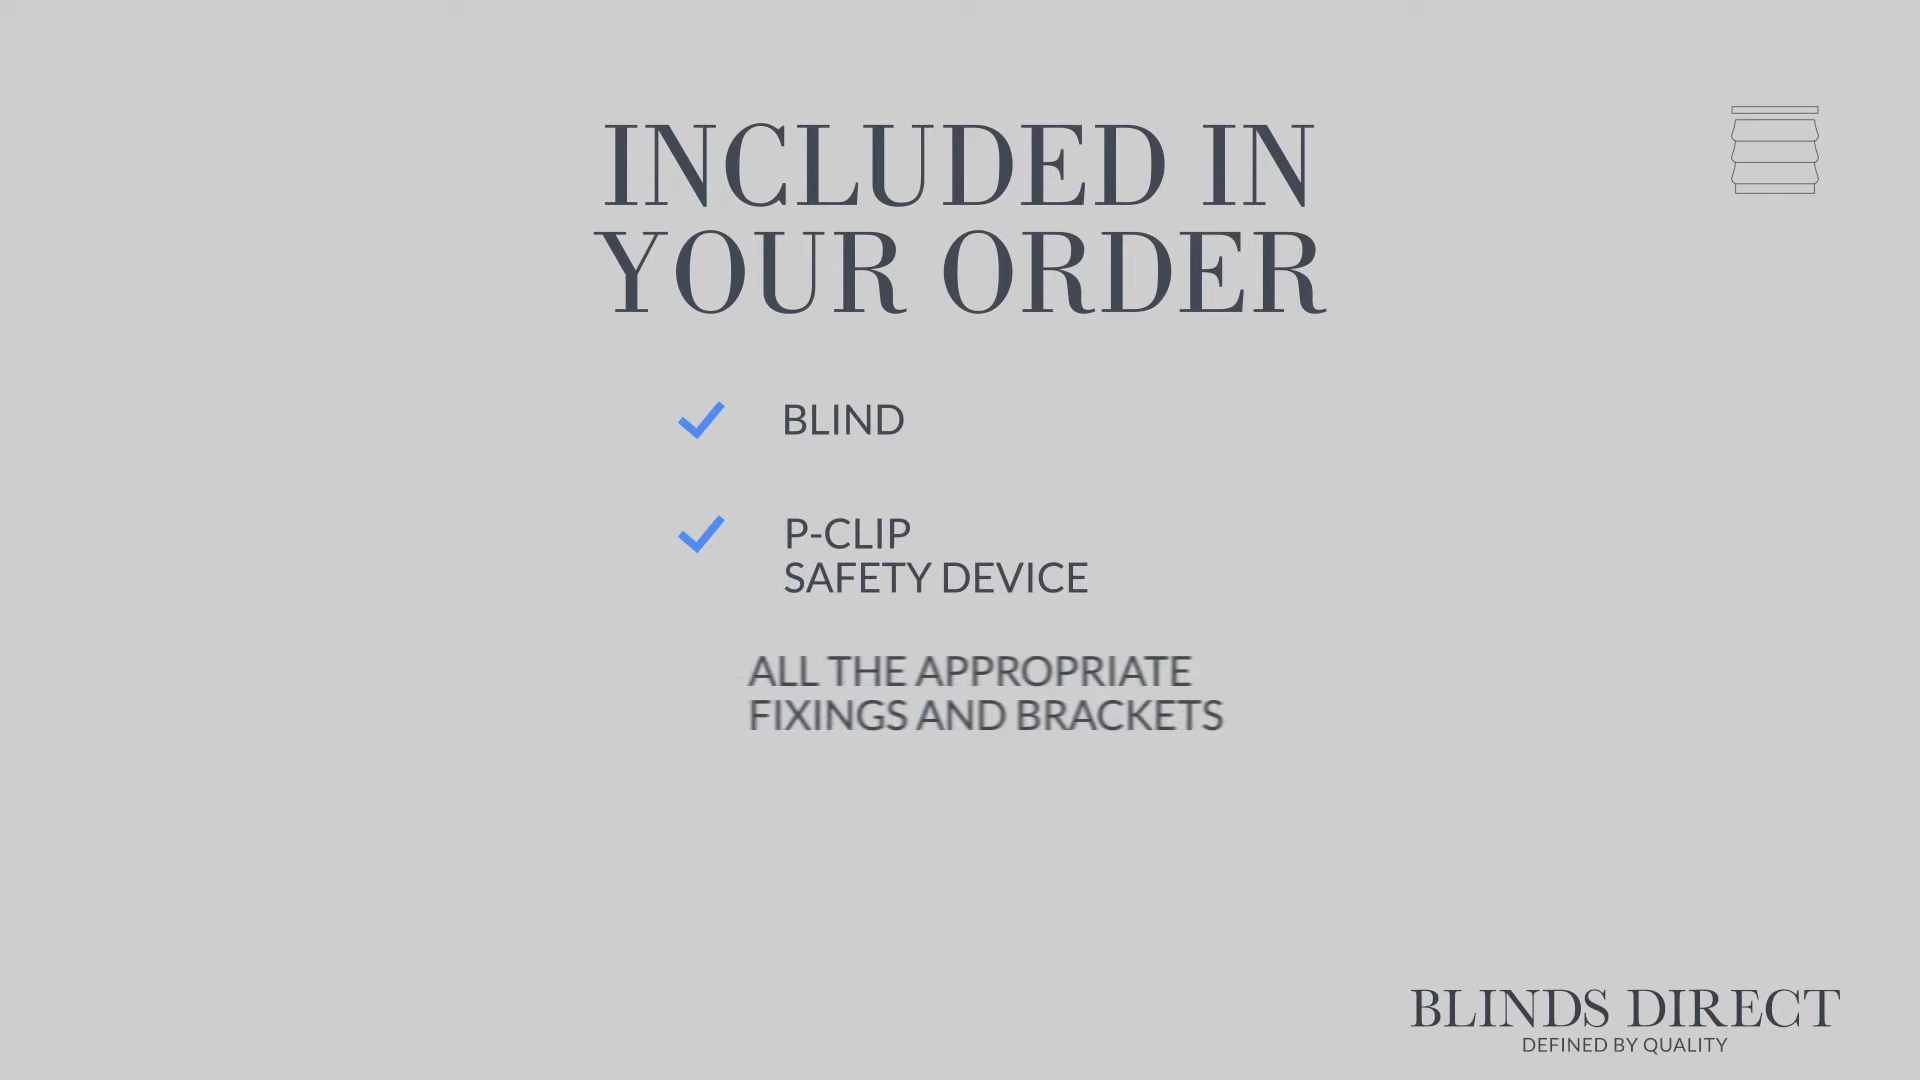 INCLUDED IN
YOUR ORDER
BLIND
P-CLIP
SAFETY DEVICE
ALL THE APPROPRIATE
FIXINGS AND BRACKETS
BLINDS DIRECT
DEFINED BY QUALITY